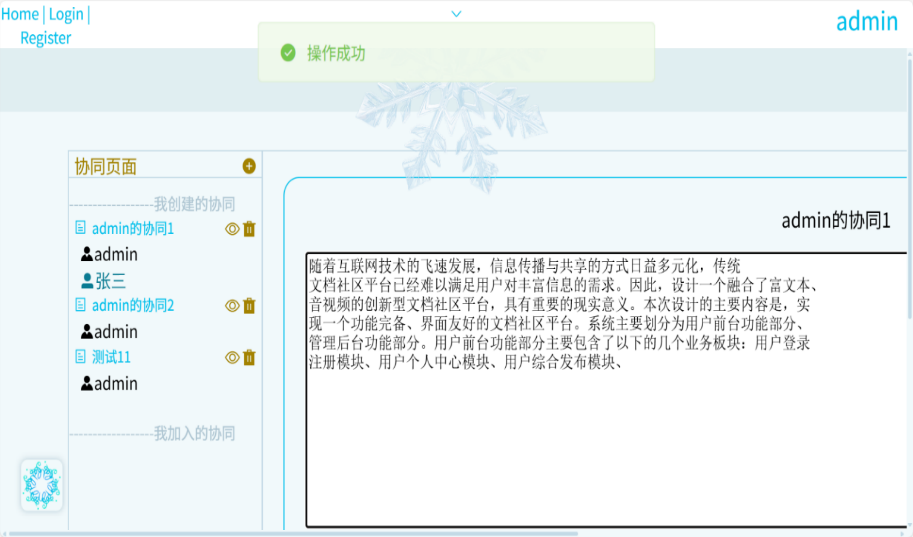 Home | Login |
Register
admin
操作成功
协同页面
------------------我创建的协同
admin的协同1
admin
张三
admin的协同2
admin
测试11
admin
------------------我加入的协同
admin的协同1
随着互联网技术的飞速发展，信息传播与共享的方式日益多元化，传统
文档社区平台已经难以满足用户对丰富信息的需求。因此，设计一个融合了富文本、
音视频的创新型文档社区平台，具有重要的现实意义。本次设计的主要内容是，实
现一个功能完备、界面友好的文档社区平台。系统主要划分为用户前台功能部分、
管理后台功能部分。用户前台功能部分主要包含了以下的几个业务板块：用户登录
注册模块、用户个人中心模块、用户综合发布模块、